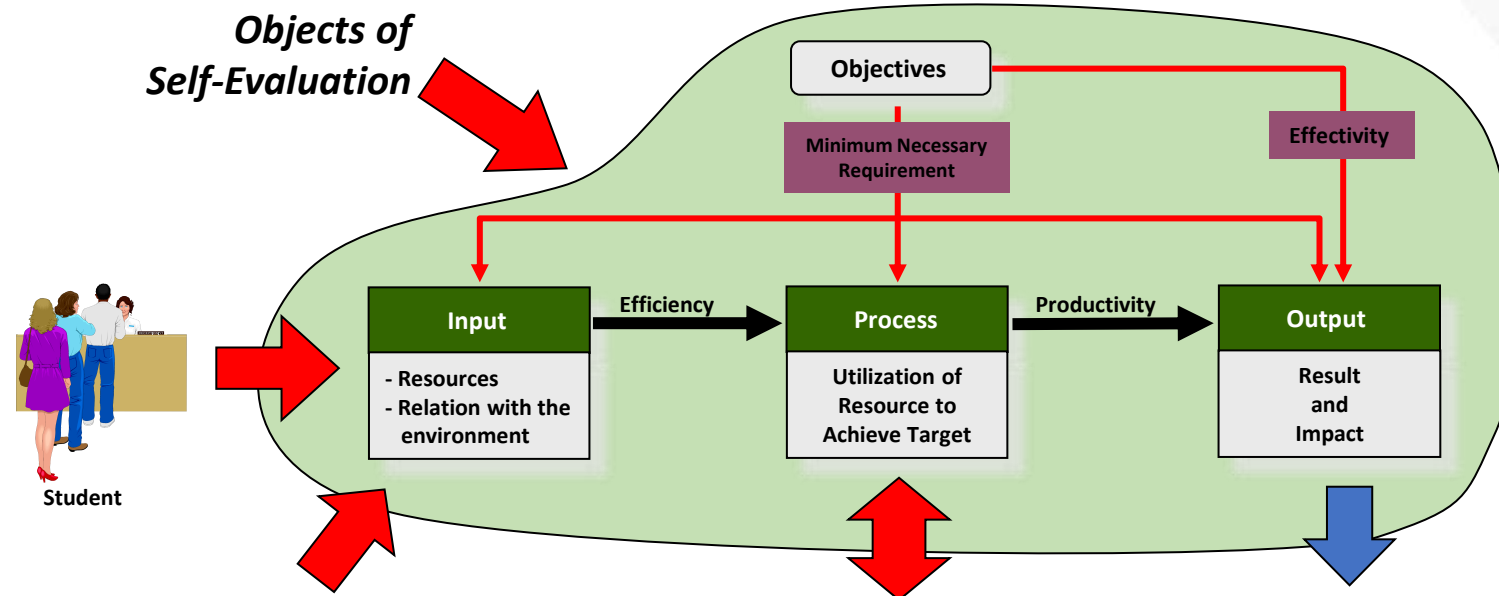 Objects of
Self-Evaluation
Objectives
Minimum Necessary
Requirement
Effectivity
Input
Efficiency
Process
Productivity
Output
- Resources
- Relation with the
environment
Utilization of
Resource to
Achieve Target
Result
and
Impact
Student